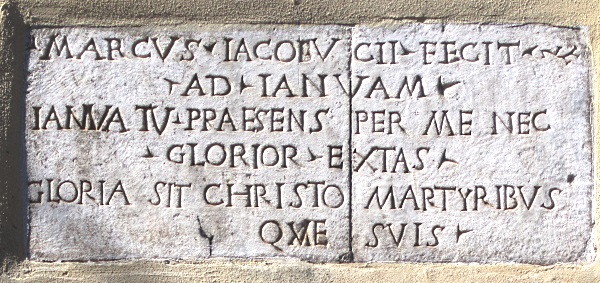 MARCVS IACOBV CII FECIT
AD IANVAM
IANVA TV PRAESENS PER ME NEC
GLORIOR EXTAS
GLORIA SIT CHRISTO MARTYRIBVS
QVE SVIS